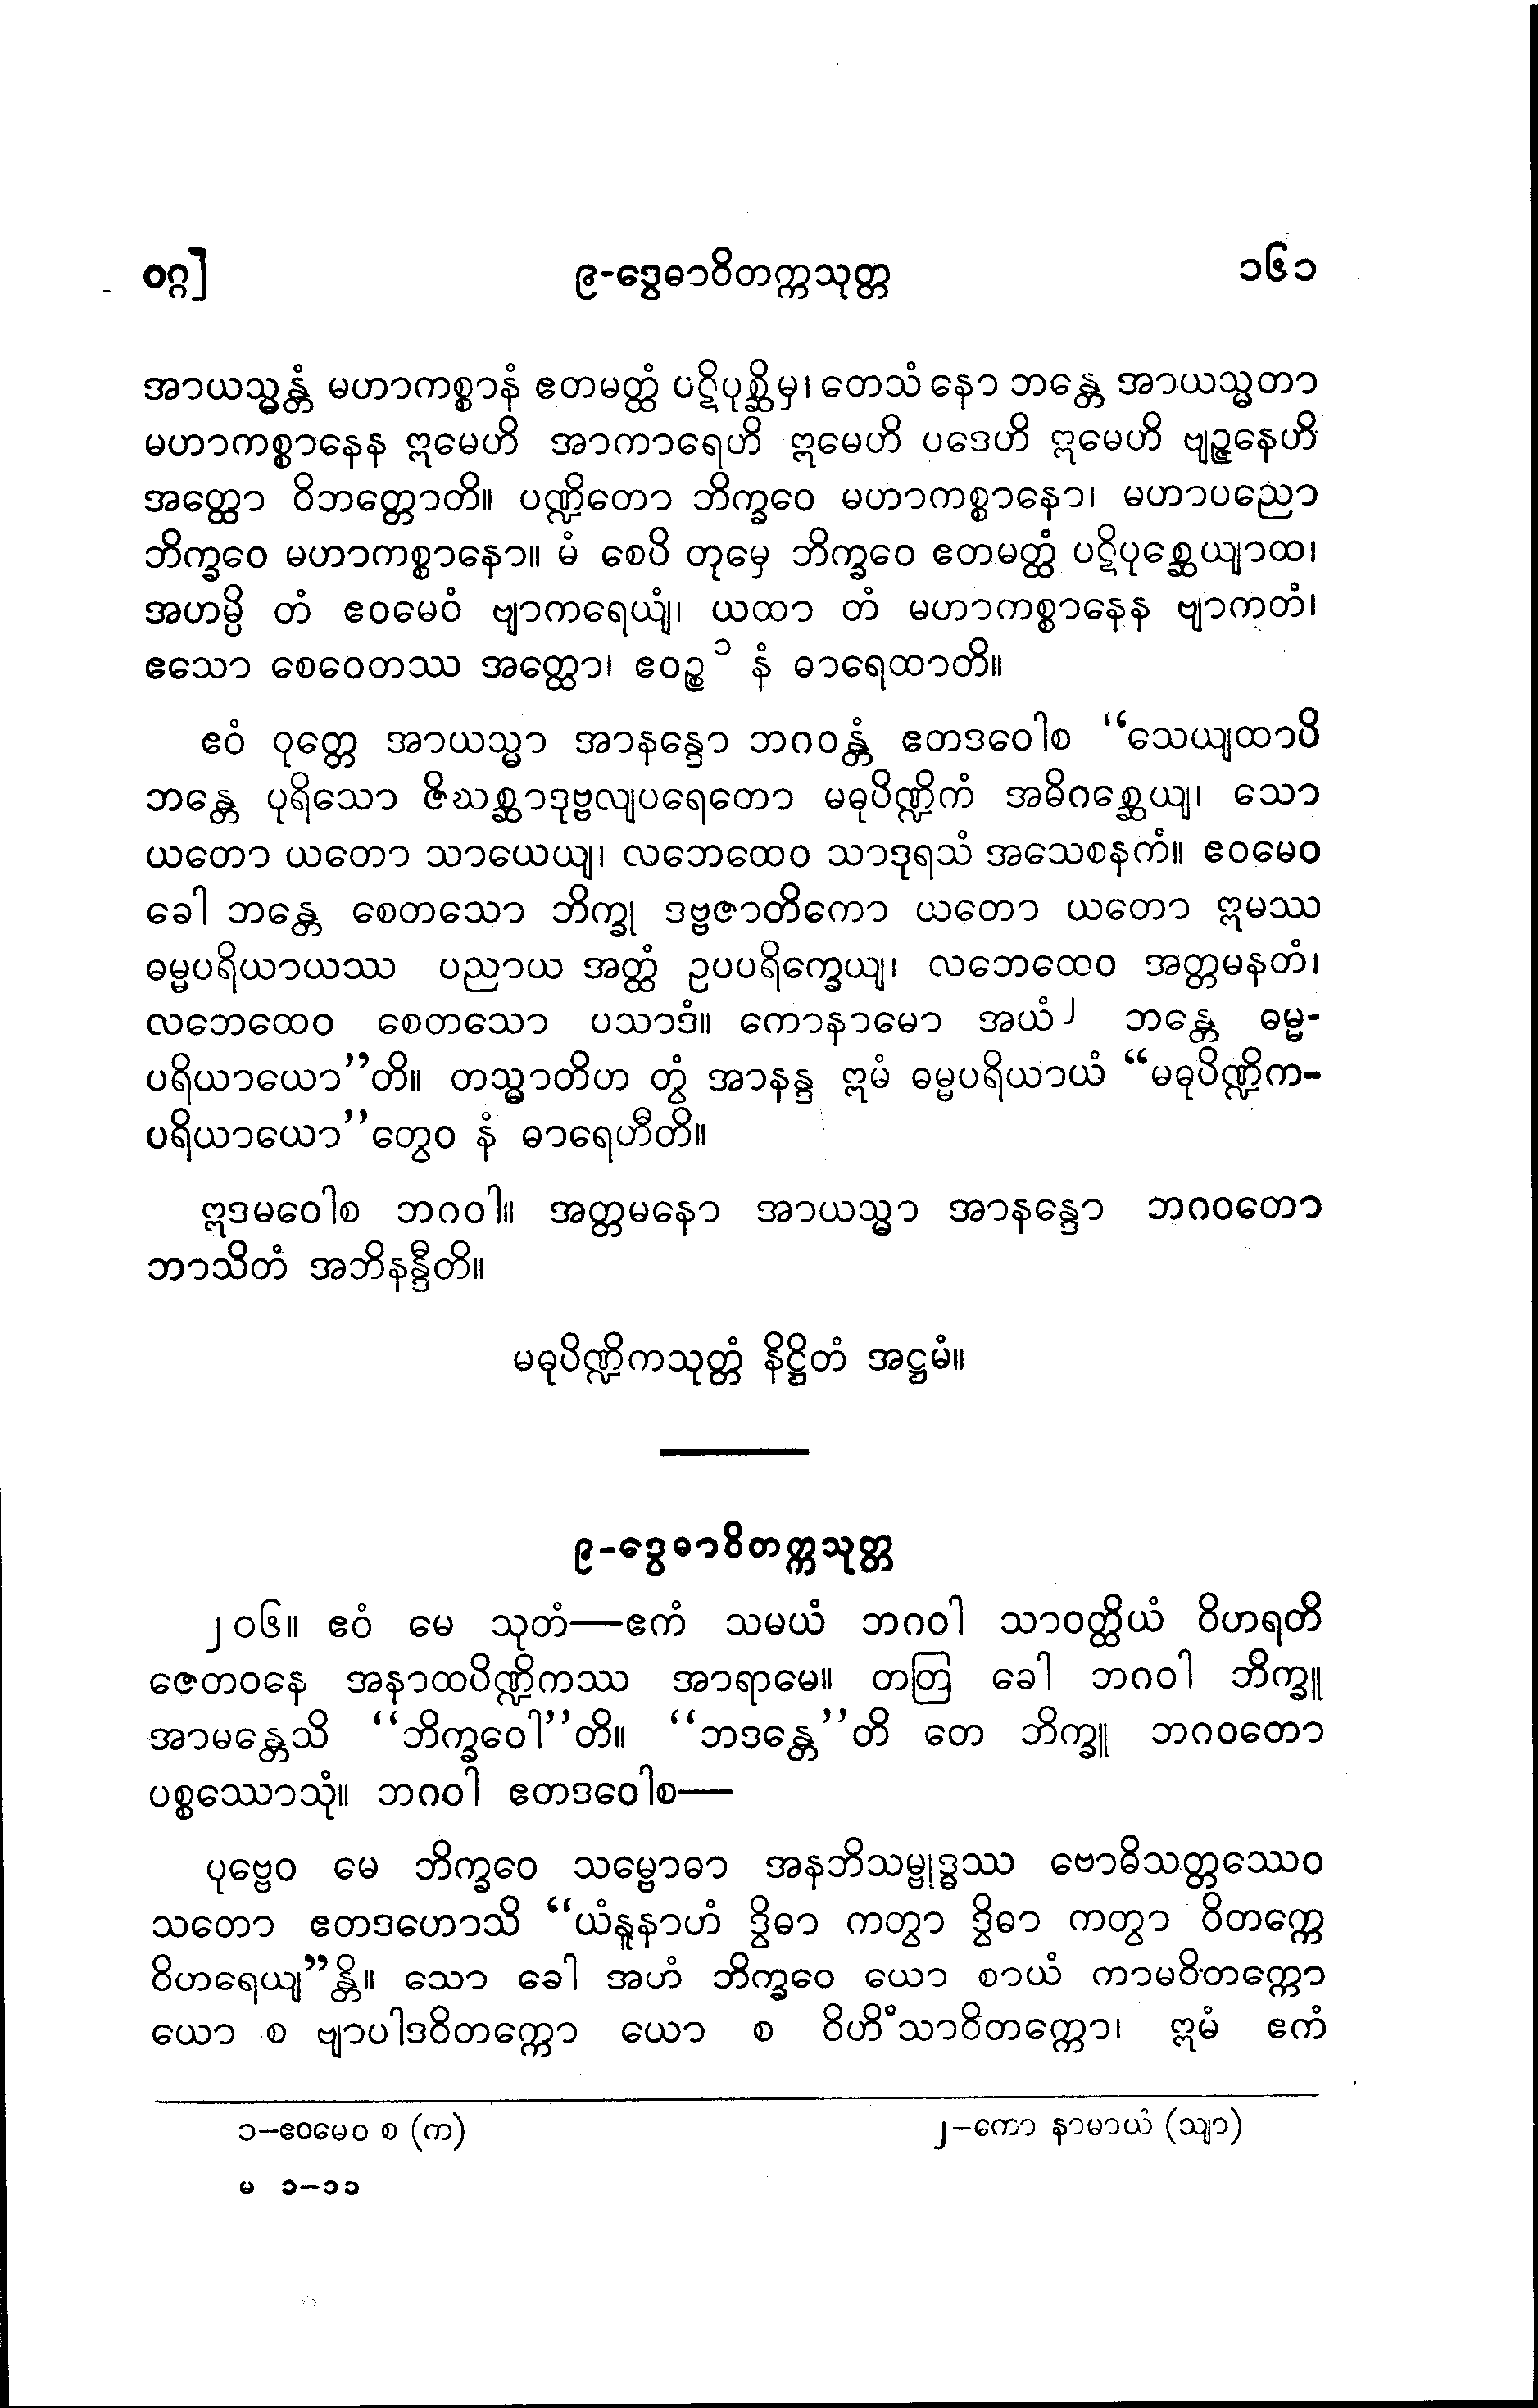 ဝဂ္ဂ]
၉-ဒွေဓာဝိတက္ကသုတ္တ
၁၆၁
အာယသ္မန္တံ မဟာကစ္စာနံ ဧတမတ္ထံ ပဋိပုစ္ဆိမှ၊ တေသံ နော ဘန္တေ အာယသ္မတာ
မဟာကစ္စာနေန ဣမေဟိ အာကာရေဟိ ဣမေဟိ ပဒေဟိ ဣမေဟိ ဗျဉ္ဇနေဟိ
အတ္ထော ဝိဘတ္တောတိ။ ပဏ္ဍိတော ဘိက္ခဝေ မဟာကစ္စာနော၊ မဟာပညော
ဘိက္ခဝေ မဟာကစ္စာနော။ မံ စေပိ တုမှေ ဘိက္ခဝေ ဧတမတ္ထံ ပဋိပုစ္ဆေယျာထ၊
အဟမ္ပိ တံ ဧဝမေဝံ ဗျာကရေယျံ၊ ယထာ တံ မဟာကစ္စာနေန ဗျာကတံ၊
ဧသော စေဝေတဿ အတ္ထော၊ ဧဝဉ္စ ၁ နံ ဓာရေထာတိ။
ဧဝံ ဝုတ္တေ အာယသ္မာ အာနန္ဒော ဘဂဝန္တံ ဧတဒဝေါစ “သေယျထာပိ
ဘန္တေ ပုရိသော ဇိဃစ္ဆာဒုဗ္ဗလျပရေတော မဓုပိဏ္ဍိကံ အဓိဂစ္ဆေယျ၊ သော
ယတော ယတော သာယေယျ၊ လဘေထေဝ သာဒုရသံ အသေစနကံ။ ဧဝမေဝ
ခေါ ဘန္တေ စေတသော ဘိက္ခု ဒဗ္ဗဇာတိကော ယတော ယတော ဣမဿ
ဓမ္မပရိယာယဿ ပညာယ အတ္ထံ ဥပပရိက္ခေယျ၊ လဘေထေဝ အတ္တမနတံ၊
လဘေထေဝ စေတသော ပသာဒံ။ ကောနာမော အယံ ၂ ဘန္တေ ဓမ္မ-
ပရိယာယော”တိ။ တသ္မာတိဟ တွံ အာနန္ဒ ဣမံ ဓမ္မပရိယာယံ “မဓုပိဏ္ဍိက-
ပရိယာယော”တွေဝ နံ ဓာရေဟီတိ။
ဣဒမဝေါစ ဘဂဝါ။ အတ္တမနော အာယသ္မာ အာနန္ဒော ဘဂဝတော
ဘာသိတံ အဘိနန္ဒီတိ။
မဓုပိဏ္ဍိကသုတ္တံ နိဋ္ဌိတံ အဋ္ဌမံ။
၉-ဒွေဓာဝိတက္ကသုတ္တ
၂၀၆။ ဧဝံ မေ သုတံ—ဧကံ သမယံ ဘဂဝါ သာဝတ္ထိယံ ဝိဟရတိ
ဇေတဝနေ အနာထပိဏ္ဍိကဿ အာရာမေ။ တတြ ခေါ ဘဂဝါ ဘိက္ခူ
အာမန္တေသိ “ဘိက္ခဝေါ”တိ။ “ဘဒန္တေ”တိ တေ ဘိက္ခူ ဘဂဝတော
ပစ္စဿောသုံ။ ဘဂဝါ ဧတဒဝေါစ—
ပုဗ္ဗေဝ မေ ဘိက္ခဝေ သမ္ဗောဓာ အနဘိသမ္ဗုဒ္ဓဿ ဗောဓိသတ္တဿေဝ
သတော ဧတဒဟောသိ “ယံနူနာဟံ ဒွိဓာ ကတွာ ဒွိဓာ ကတွာ ဝိတက္ကေ
ဝိဟရေယျ”န္တိ။ သော ခေါ အဟံ ဘိက္ခဝေ ယော စာယံ ကာမဝိတက္ကော
ယော စ ဗျာပါဒဝိတက္ကော ယော စ ဝိဟိံသာဝိတက္ကော၊ ဣမံ ဧကံ
၁-ဧဝမေဝ စ (က)
၂-ကော နာမာယံ (သျာ)
မ ၁-၁၁